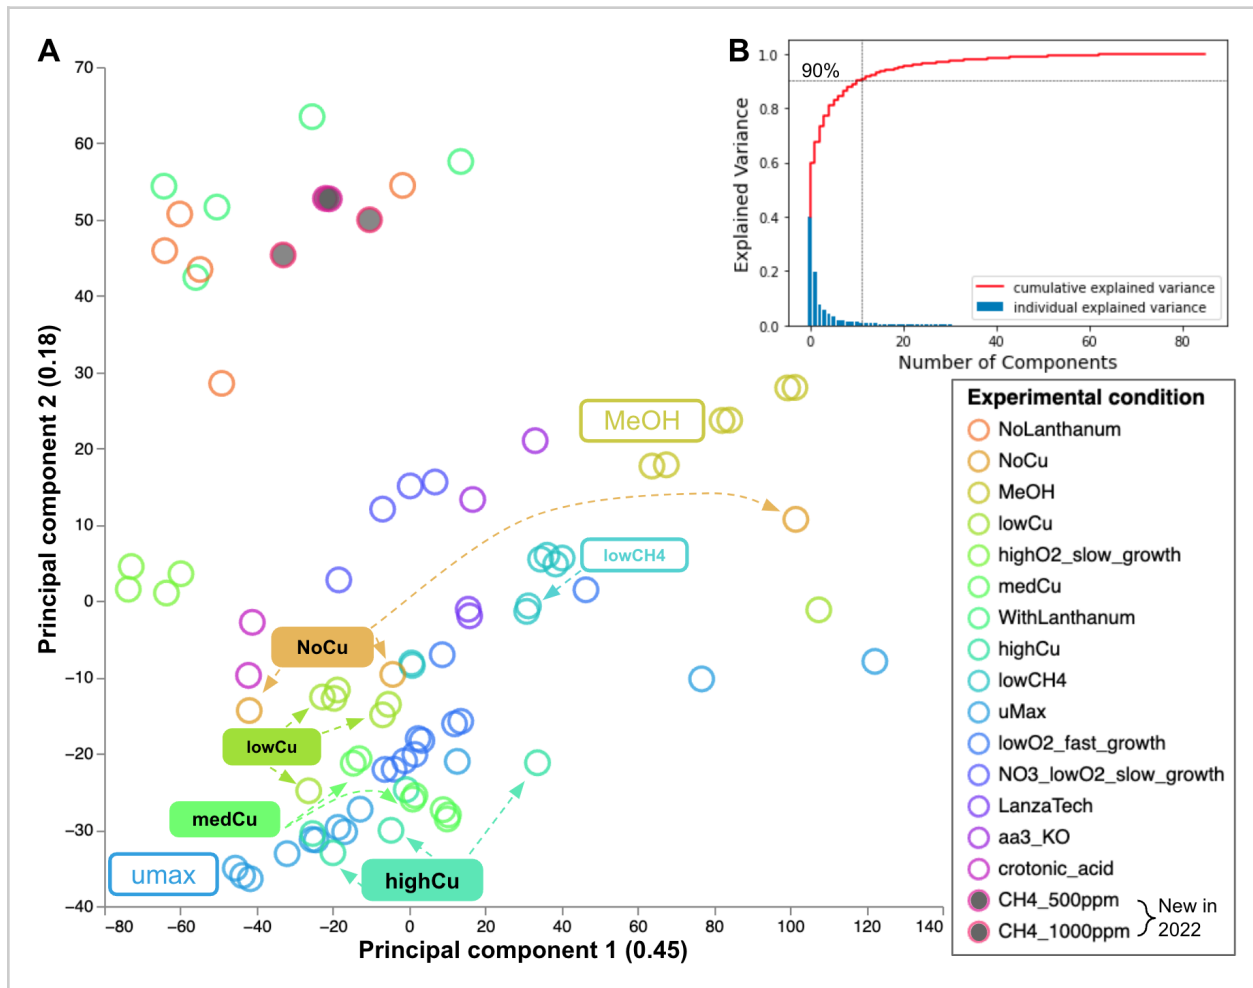 A
70
60
50
40
30
20
10
0
−10
−20
−30
−40
Principal component 2 (0.18)
−80 −60 −40 −20 0 20 40 60 80 100 120 140
Principal component 1 (0.45)
MeOH
lowCH4
NoCu
lowCu
medCu
umax
highCu
B
90%
1.0
0.8
0.6
0.4
0.2
0.0
Explained Variance
cumulative explained variance
individual explained variance
0 20 40 60 80
Number of Components
Experimental condition
NoLanthanum
NoCu
MeOH
lowCu
highO2_slow_growth
medCu
WithLanthanum
highCu
lowCH4
uMax
lowO2_fast_growth
NO3_lowO2_slow_growth
LanzaTech
aa3_KO
crotonic_acid
CH4_500ppm
CH4_1000ppm
New in
2022